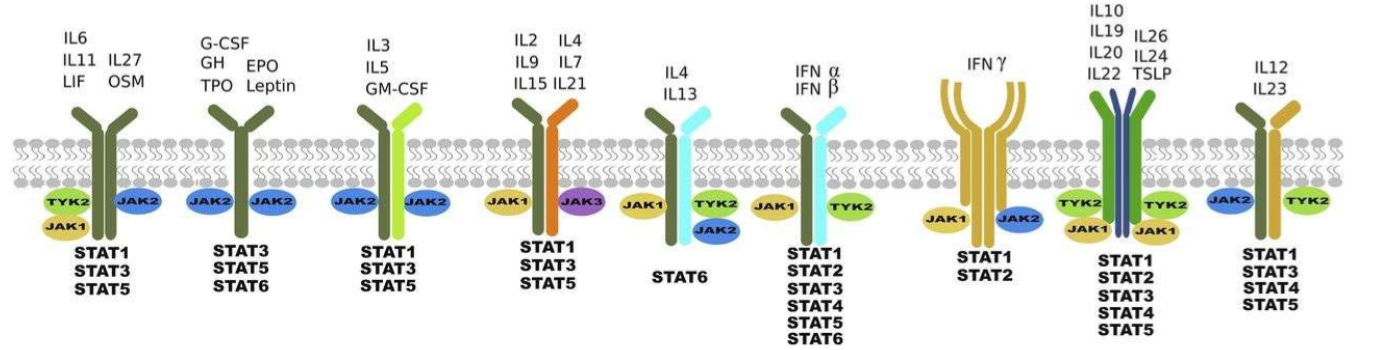 IL6
IL11 IL27
LIF OSM
TYK2
JAK1
JAK2
STAT1
STAT3
STAT5
G-CSF
GH EPO
TPO Leptin
JAK2
JAK2
STAT3
STAT5
STAT6
IL3
IL5
GM-CSF
JAK2
JAK2
STAT1
STAT3
STAT5
IL2 IL4
IL9 IL7
IL15 IL21
JAK1
JAK3
STAT1
STAT3
STAT5
IL4
IL13
JAK1
TYK2
JAK2
STAT6
IFN α
IFN β
JAK1
TYK2
STAT1
STAT2
STAT3
STAT4
STAT5
STAT6
IFN γ
JAK1
JAK2
STAT1
STAT2
IL10
IL19 IL26
IL20 IL24
IL22 TSLP
TYK2
JAK1
TYK2
JAK1
STAT1
STAT2
STAT3
STAT4
STAT5
IL12
IL23
JAK2
TYK2
STAT1
STAT3
STAT4
STAT5